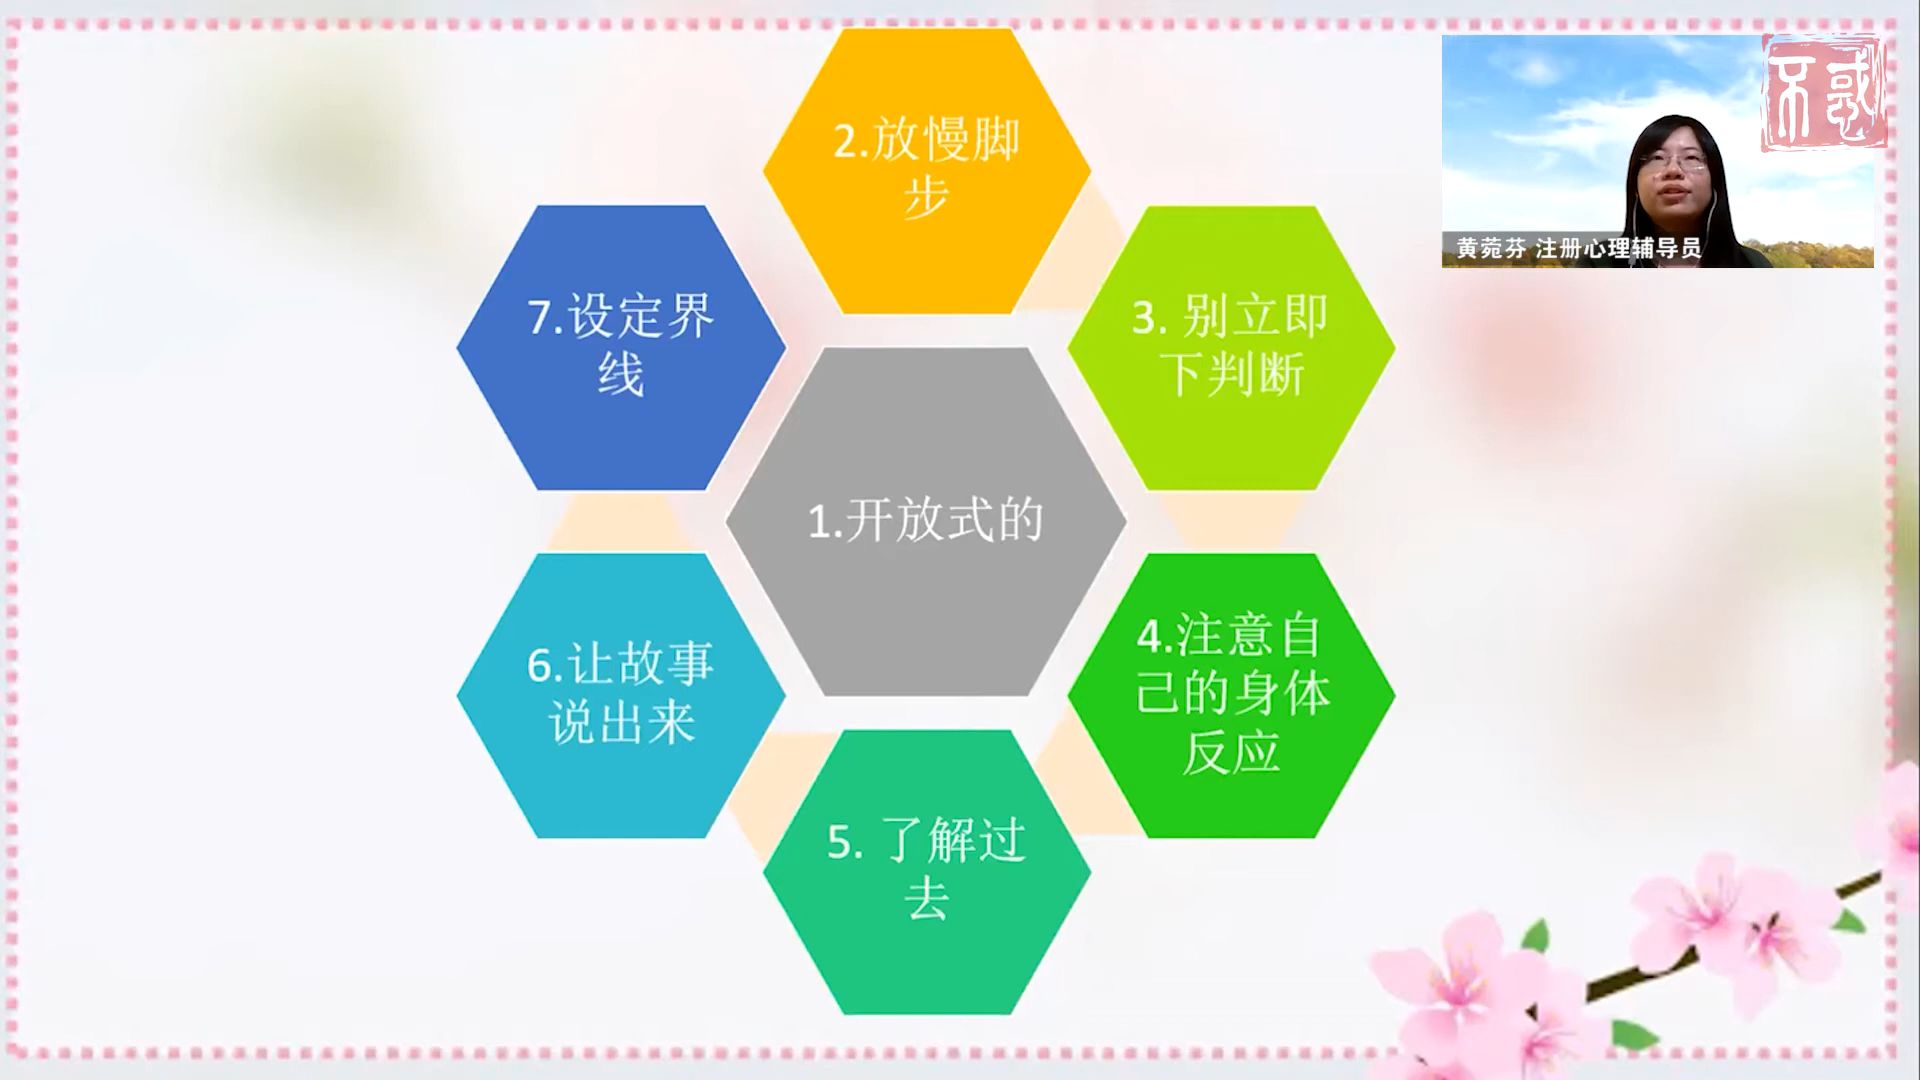 2.放慢脚
步
7.设定界
线
3. 别立即
下判断
1.开放式的
6.让故事
说出来
4.注意自
己的身体
反应
5. 了解过
去
不惑
黄菀芬 注册心理辅导员